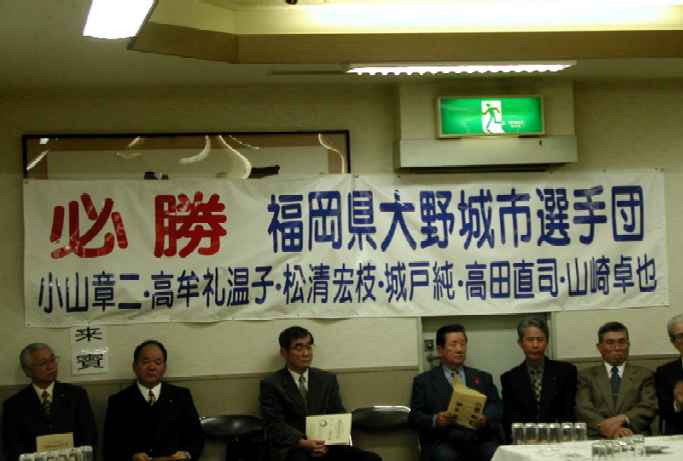 必勝 福岡県大野城市選手団
小山章二・高牟礼温子・松清宏枝・城戸純・高田直司・山崎卓也
来賓